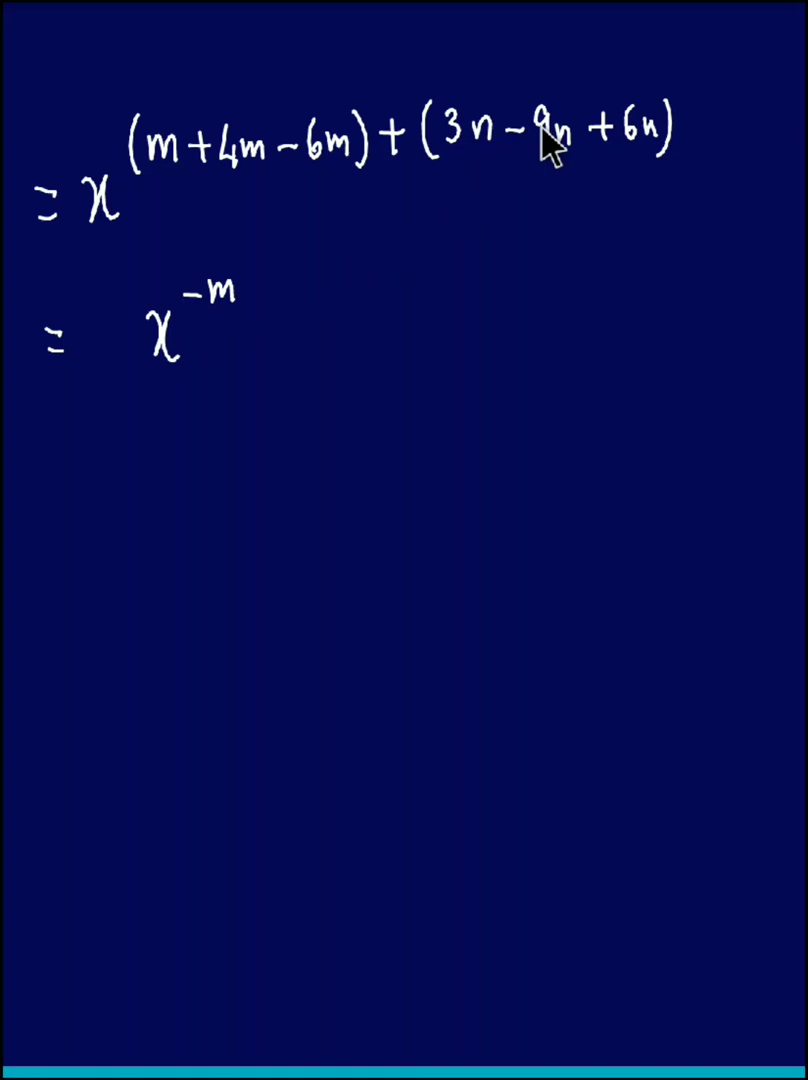 = x^(m+4m-6m)+(3n-9n+6n)
= x^-m